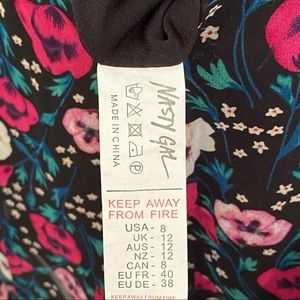 NASTY GAL
MADE IN CHINA
KEEP AWAY
FROM FIRE
USA - 8
UK - 12
AUS - 12
NZ - 12
CAN - 8
EU FR - 40
EU DE - 38
KEEP AWAY FROM FIRE